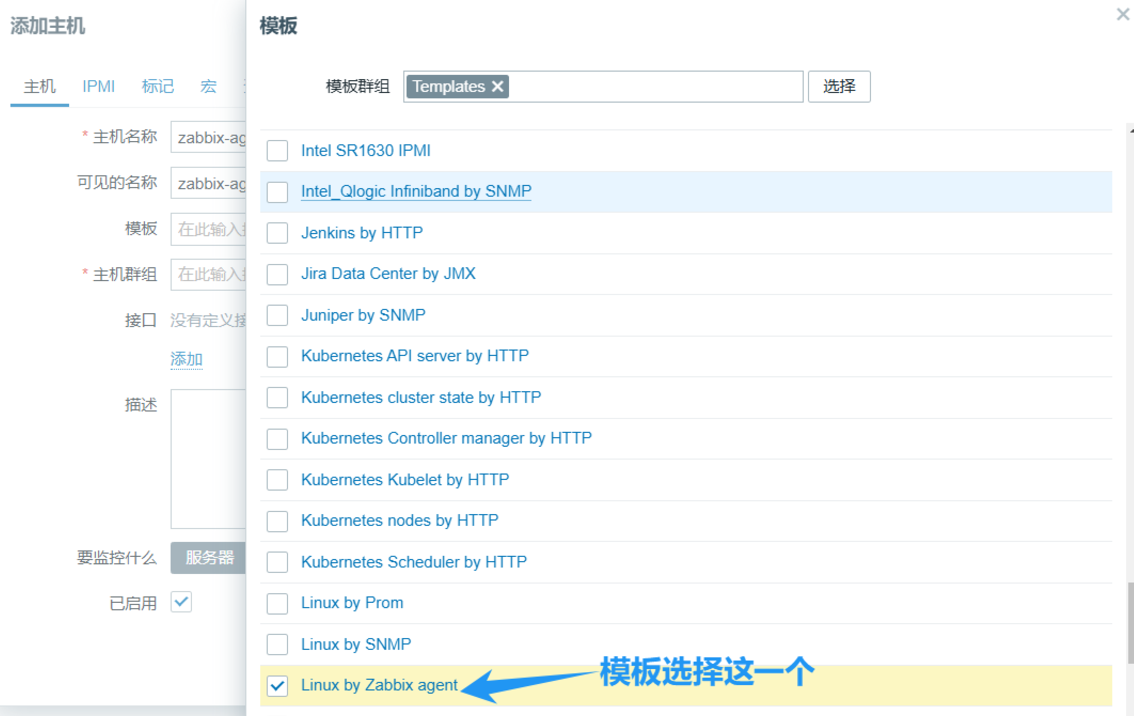 添加主机
主机 IPMI 标记 宏
* 主机名称 zabbix-ag
可见的名称 zabbix-ag
模板 在此输入
* 主机群组 在此输入
接口 没有定义接
添加
描述
要监控什么 服务器
已启用
模板
模板群组 Templates 选择
Intel SR1630 IPMI
Intel_Qlogic Infiniband by SNMP
Jenkins by HTTP
Jira Data Center by JMX
Juniper by SNMP
Kubernetes API server by HTTP
Kubernetes cluster state by HTTP
Kubernetes Controller manager by HTTP
Kubernetes Kubelet by HTTP
Kubernetes nodes by HTTP
Kubernetes Scheduler by HTTP
Linux by Prom
Linux by SNMP
Linux by Zabbix agent
模板选择这一个